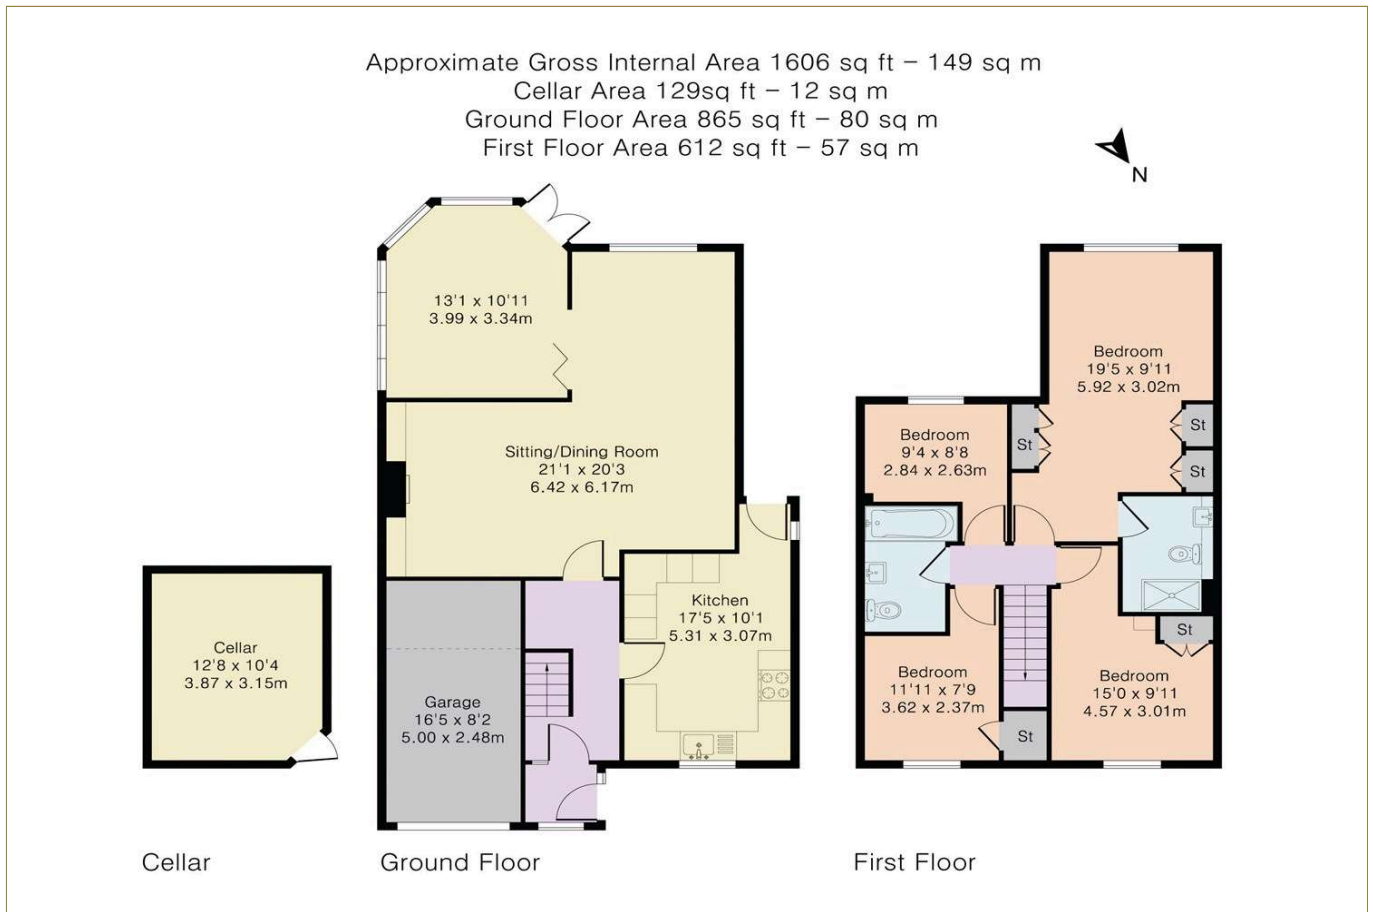 Approximate Gross Internal Area 1606 sq ft – 149 sq m
Cellar Area 129sq ft – 12 sq m
Ground Floor Area 865 sq ft – 80 sq m
First Floor Area 612 sq ft – 57 sq m
N
13'1 x 10'11
3.99 x 3.34m
Sitting/Dining Room
21'1 x 20'3
6.42 x 6.17m
Kitchen
17'5 x 10'1
5.31 x 3.07m
Garage
16'5 x 8'2
5.00 x 2.48m
Cellar
12'8 x 10'4
3.87 x 3.15m
Bedroom
19'5 x 9'11
5.92 x 3.02m
St
St
St
Bedroom
9'4 x 8'8
2.84 x 2.63m
Bedroom
11'11 x 7'9
3.62 x 2.37m
St
Bedroom
15'0 x 9'11
4.57 x 3.01m
St
Cellar
Ground Floor
First Floor